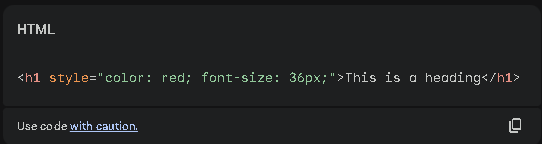 HTML
<h1 style="color: red; font-size: 36px;">This is a heading</h1>
Use code with caution.